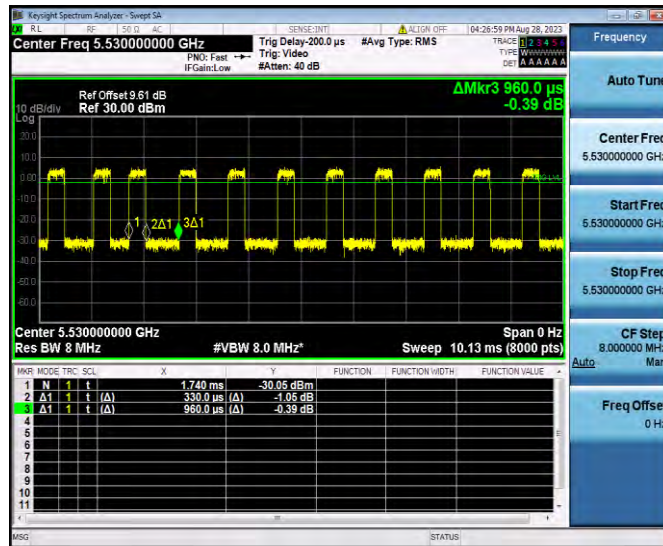 Keysight Spectrum Analyzer - Swept SA
RL RF 50 Ω AC SENSE:INT ALIGN OFF 04:26:59 PM Aug 28, 2023
Center Freq 5.530000000 GHz
PNO: Fast
IFGain:Low
Trig Delay-200.0 µs
Trig: Video
#Atten: 40 dB
#Avg Type: RMS
TRACE 1 2 3 4 5 6
TYPE
DET A A A A A A
Ref Offset 9.61 dB
Ref 30.00 dBm
10 dB/div
Log
ΔMkr3 960.0 µs
-0.39 dB
20.0
10.0
0.00
-10.0
-20.0
-30.0
-40.0
-50.0
-60.0
1
2Δ1
3Δ1
Center 5.530000000 GHz
Res BW 8 MHz
#VBW 8.0 MHz*
Span 0 Hz
Sweep 10.13 ms (8000 pts)
MKR MODE TRC SCL X Y FUNCTION FUNCTION WIDTH FUNCTION VALUE
1 N 1 t 1.740 ms -30.05 dBm
2 Δ1 1 t (Δ) 330.0 µs (Δ) -1.05 dB
3 Δ1 1 t (Δ) 960.0 µs (Δ) -0.39 dB
4
5
6
7
8
9
10
11
MSG STATUS
Frequency
Auto Tune
Center Freq
5.530000000 GHz
Start Freq
5.530000000 GHz
Stop Freq
5.530000000 GHz
CF Step
8.000000 MHz
Auto Man
Freq Offset
0 Hz